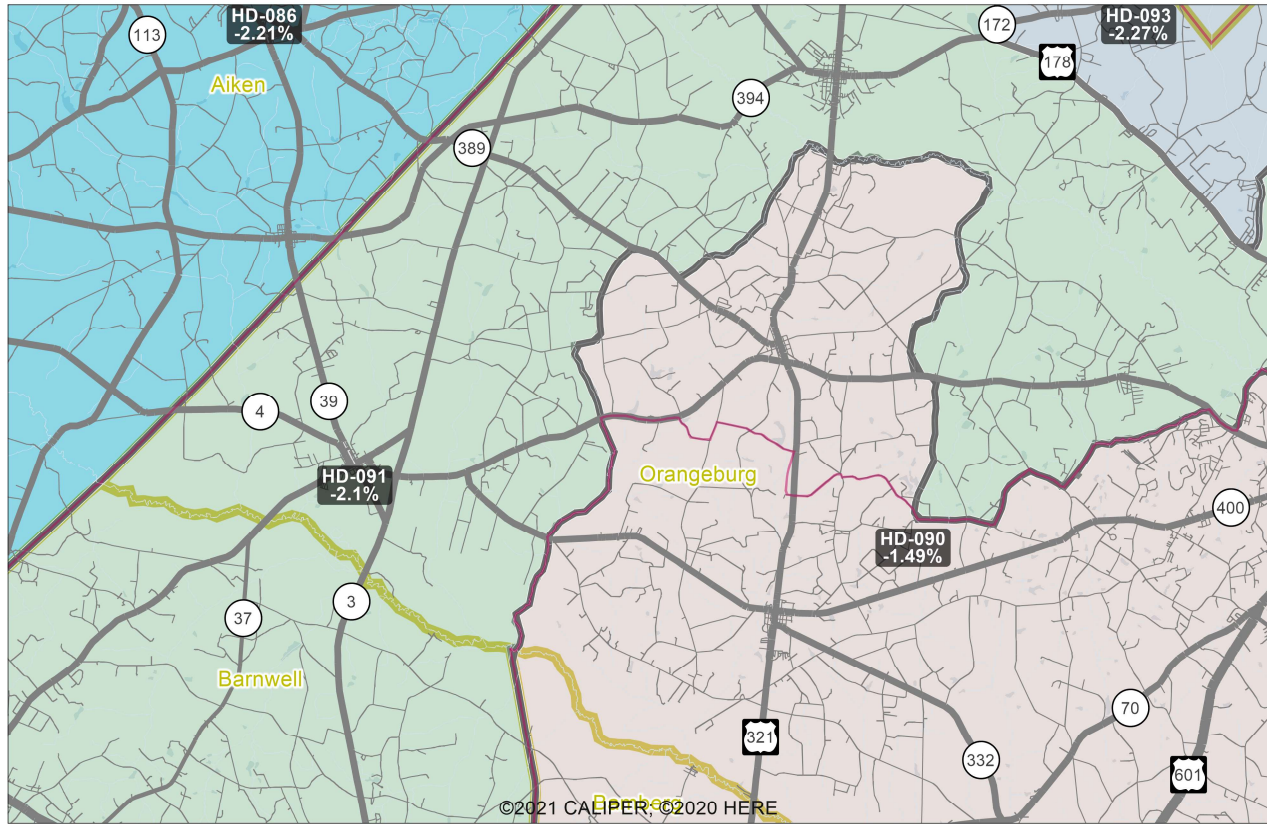 HD-086
-2.21%
HD-093
-2.27%
113
172
178
Aiken
394
389
39
4
HD-091
-2.1%
Orangeburg
400
HD-090
-1.49%
3
37
Barnwell
70
321
332
601
Bamberg
©2021 CALIPER, ©2020 HERE